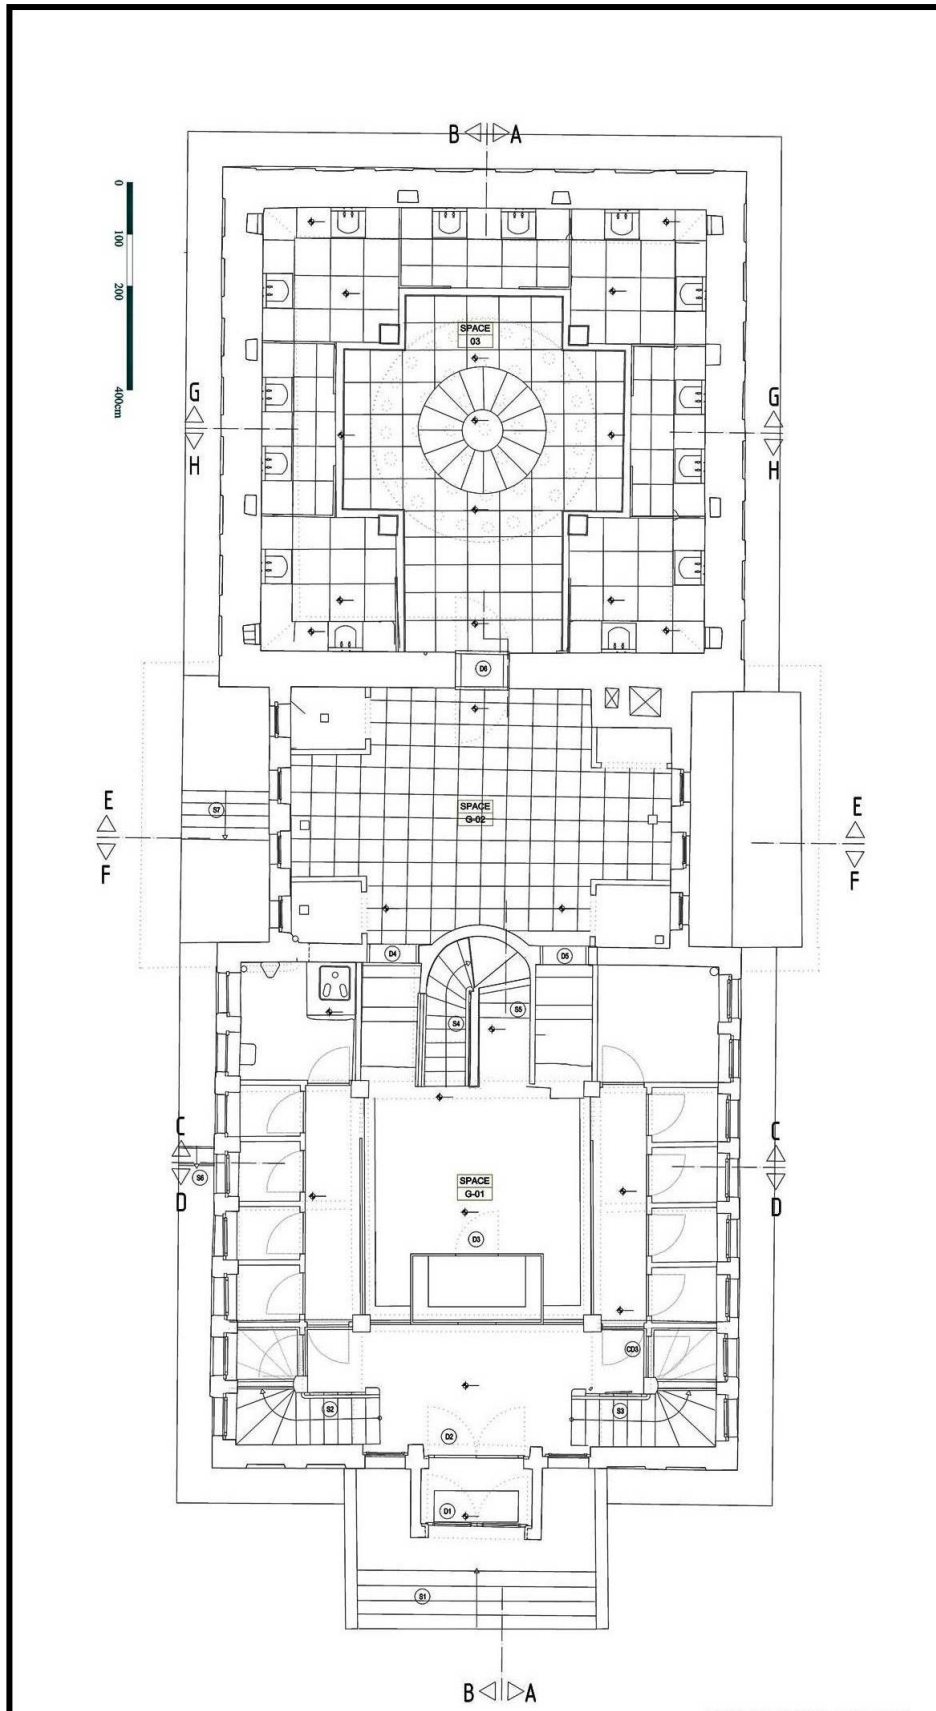 B A
0
100
200
400cm
SPACE
03
G G
H H
D6
SPACE
G-02
S7
E E
F F
D4 D5
S4 S5
C C
SPACE
G-01
S6
D D
D3
CD3
S2 S3
D2
D1
S1
B A